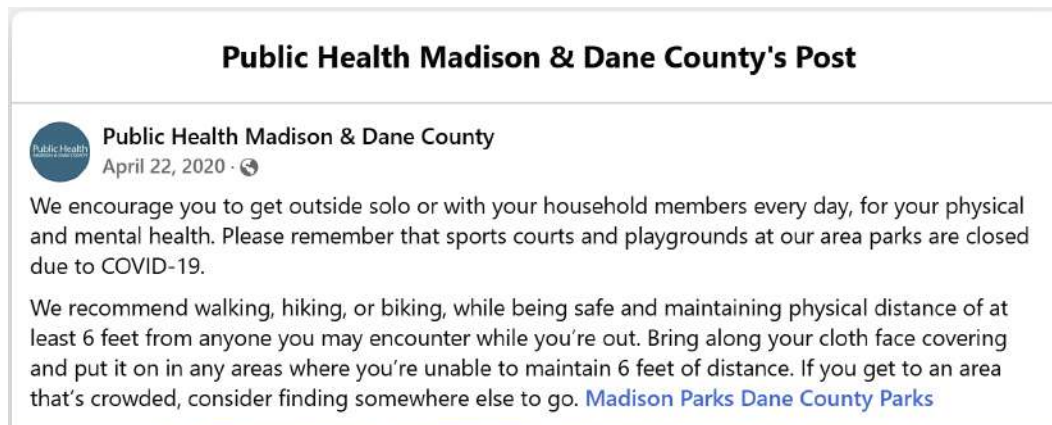 Public Health Madison & Dane County's Post
Public Health
MADISON & DANE COUNTY
Public Health Madison & Dane County
April 22, 2020 ·
We encourage you to get outside solo or with your household members every day, for your physical
and mental health. Please remember that sports courts and playgrounds at our area parks are closed
due to COVID-19.
We recommend walking, hiking, or biking, while being safe and maintaining physical distance of at
least 6 feet from anyone you may encounter while you’re out. Bring along your cloth face covering
and put it on in any areas where you’re unable to maintain 6 feet of distance. If you get to an area
that’s crowded, consider finding somewhere else to go. Madison Parks Dane County Parks